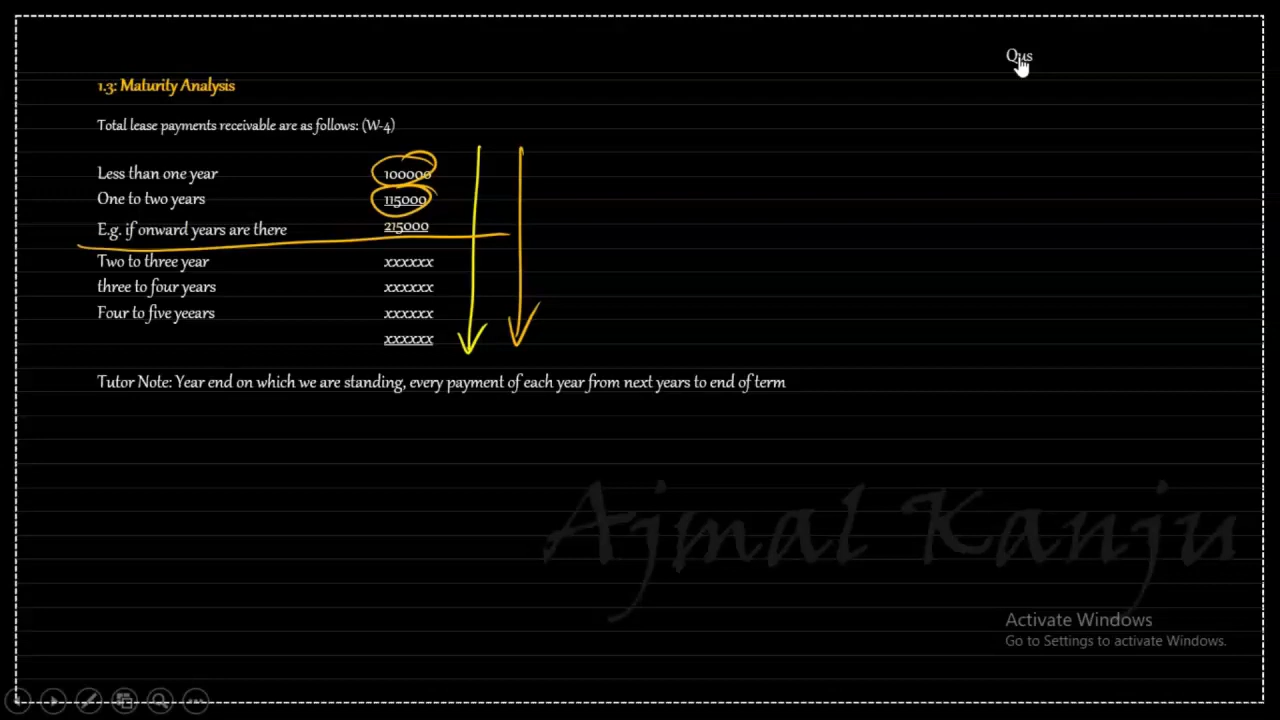 Qus
1.3: Maturity Analysis
Total lease payments receivable are as follows: (W-4)
Less than one year 100000
One to two years 115000
E.g. if onward years are there 215000
Two to three year xxxxxx
three to four years xxxxxx
Four to five yeears xxxxxx
xxxxxx
Tutor Note: Year end on which we are standing, every payment of each year from next years to end of term
Ajmal Kanju
Activate Windows
Go to Settings to activate Windows.